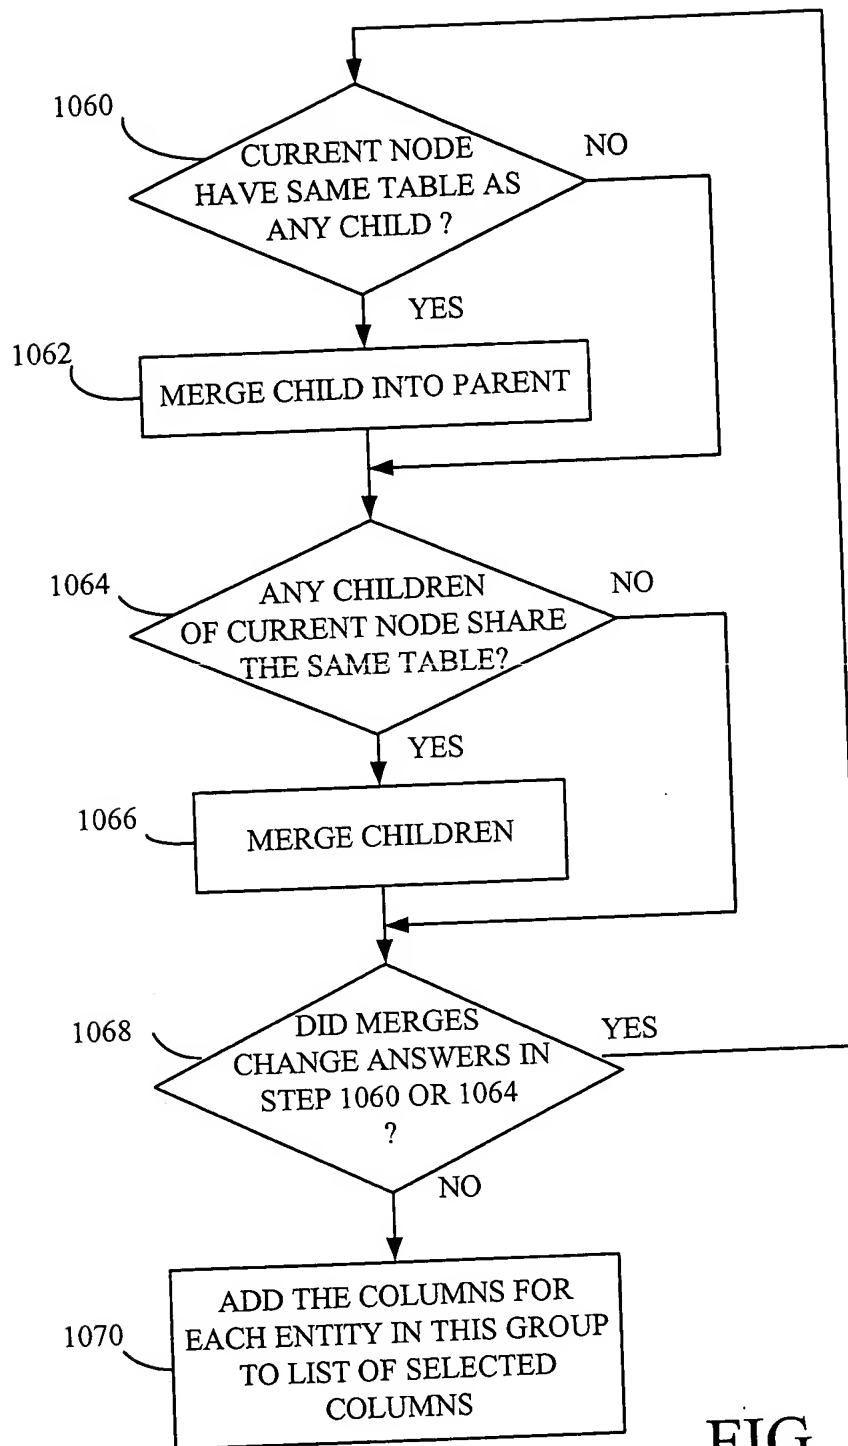 1060
CURRENT NODE
HAVE SAME TABLE AS
ANY CHILD ?
NO
YES
1062
MERGE CHILD INTO PARENT
1064
ANY CHILDREN
OF CURRENT NODE SHARE
THE SAME TABLE?
NO
YES
1066
MERGE CHILDREN
1068
DID MERGES
CHANGE ANSWERS IN
STEP 1060 OR 1064
?
YES
NO
1070
ADD THE COLUMNS FOR
EACH ENTITY IN THIS GROUP
TO LIST OF SELECTED
COLUMNS
FIG